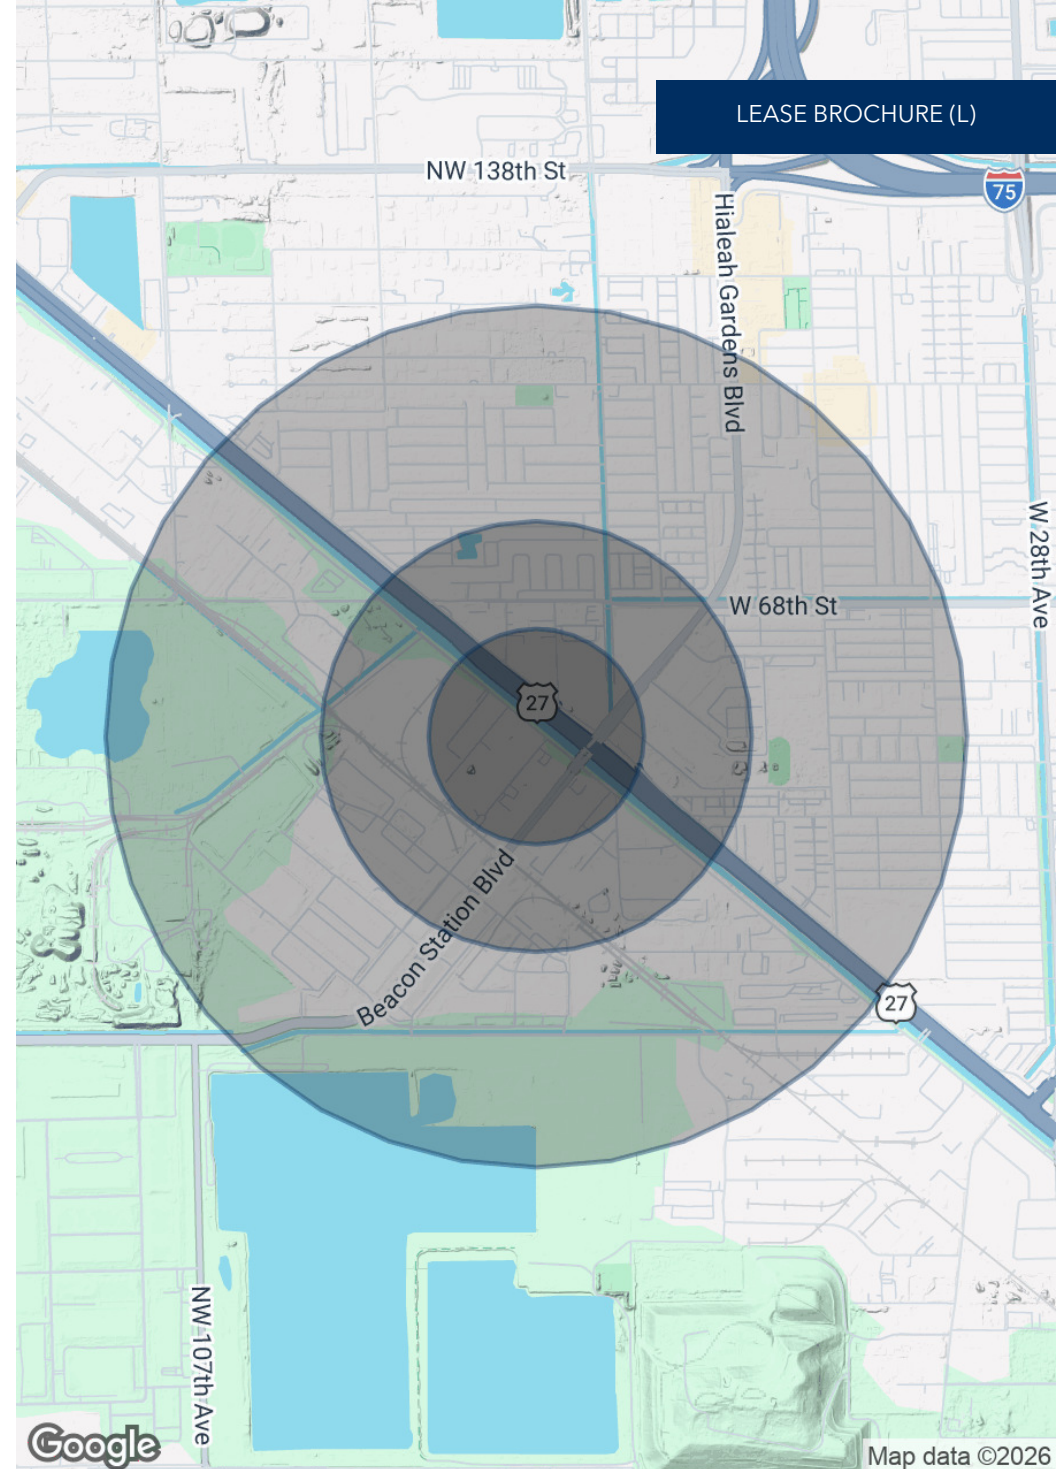 LEASE BROCHURE (L)
NW 138th St
75
Hialeah Gardens Blvd
W 28th Ave
W 68th St
27
Beacon Station Blvd
27
NW 107th Ave
Google
Map data ©2026